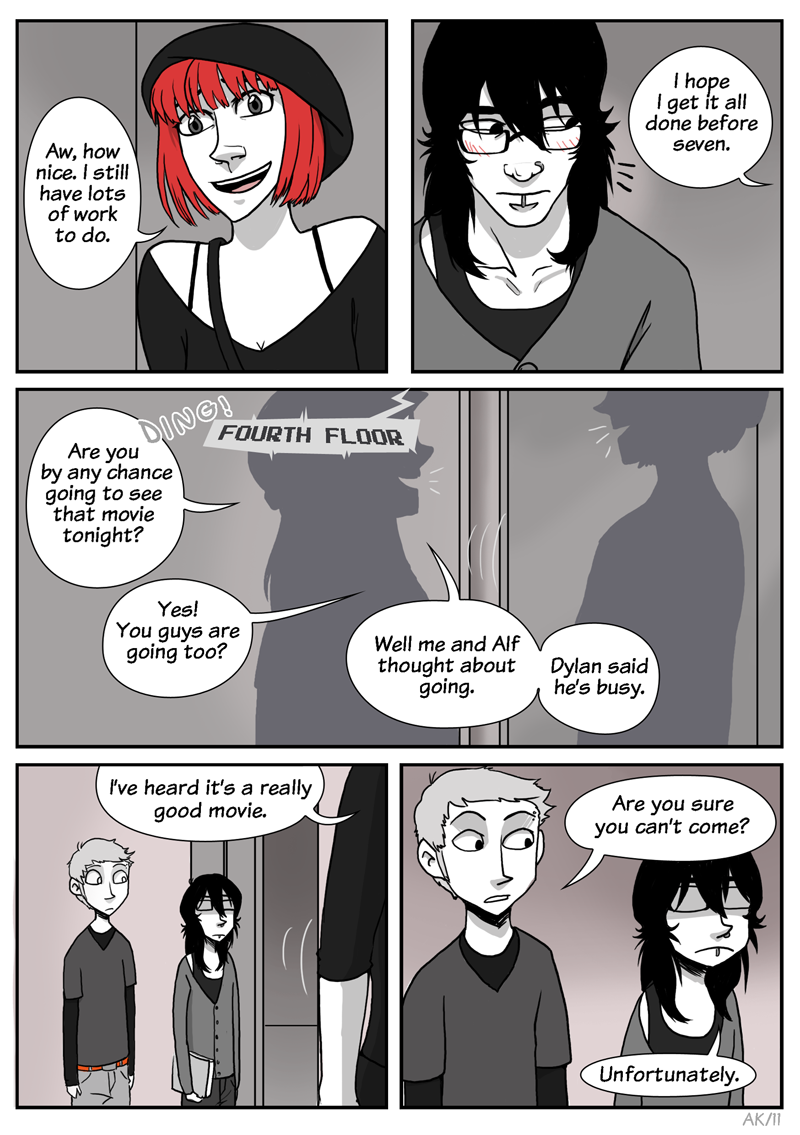 Aw, how
nice. I still
have lots
of work
to do.
I hope
I get it all
done before
seven.
DING!
FOURTH FLOOR
Are you
by any chance
going to see
that movie
tonight?
Yes!
You guys are
going too?
Well me and Alf
thought about
going.
Dylan said
he's busy.
I've heard it's a really
good movie.
Are you sure
you can't come?
Unfortunately.
AK/11